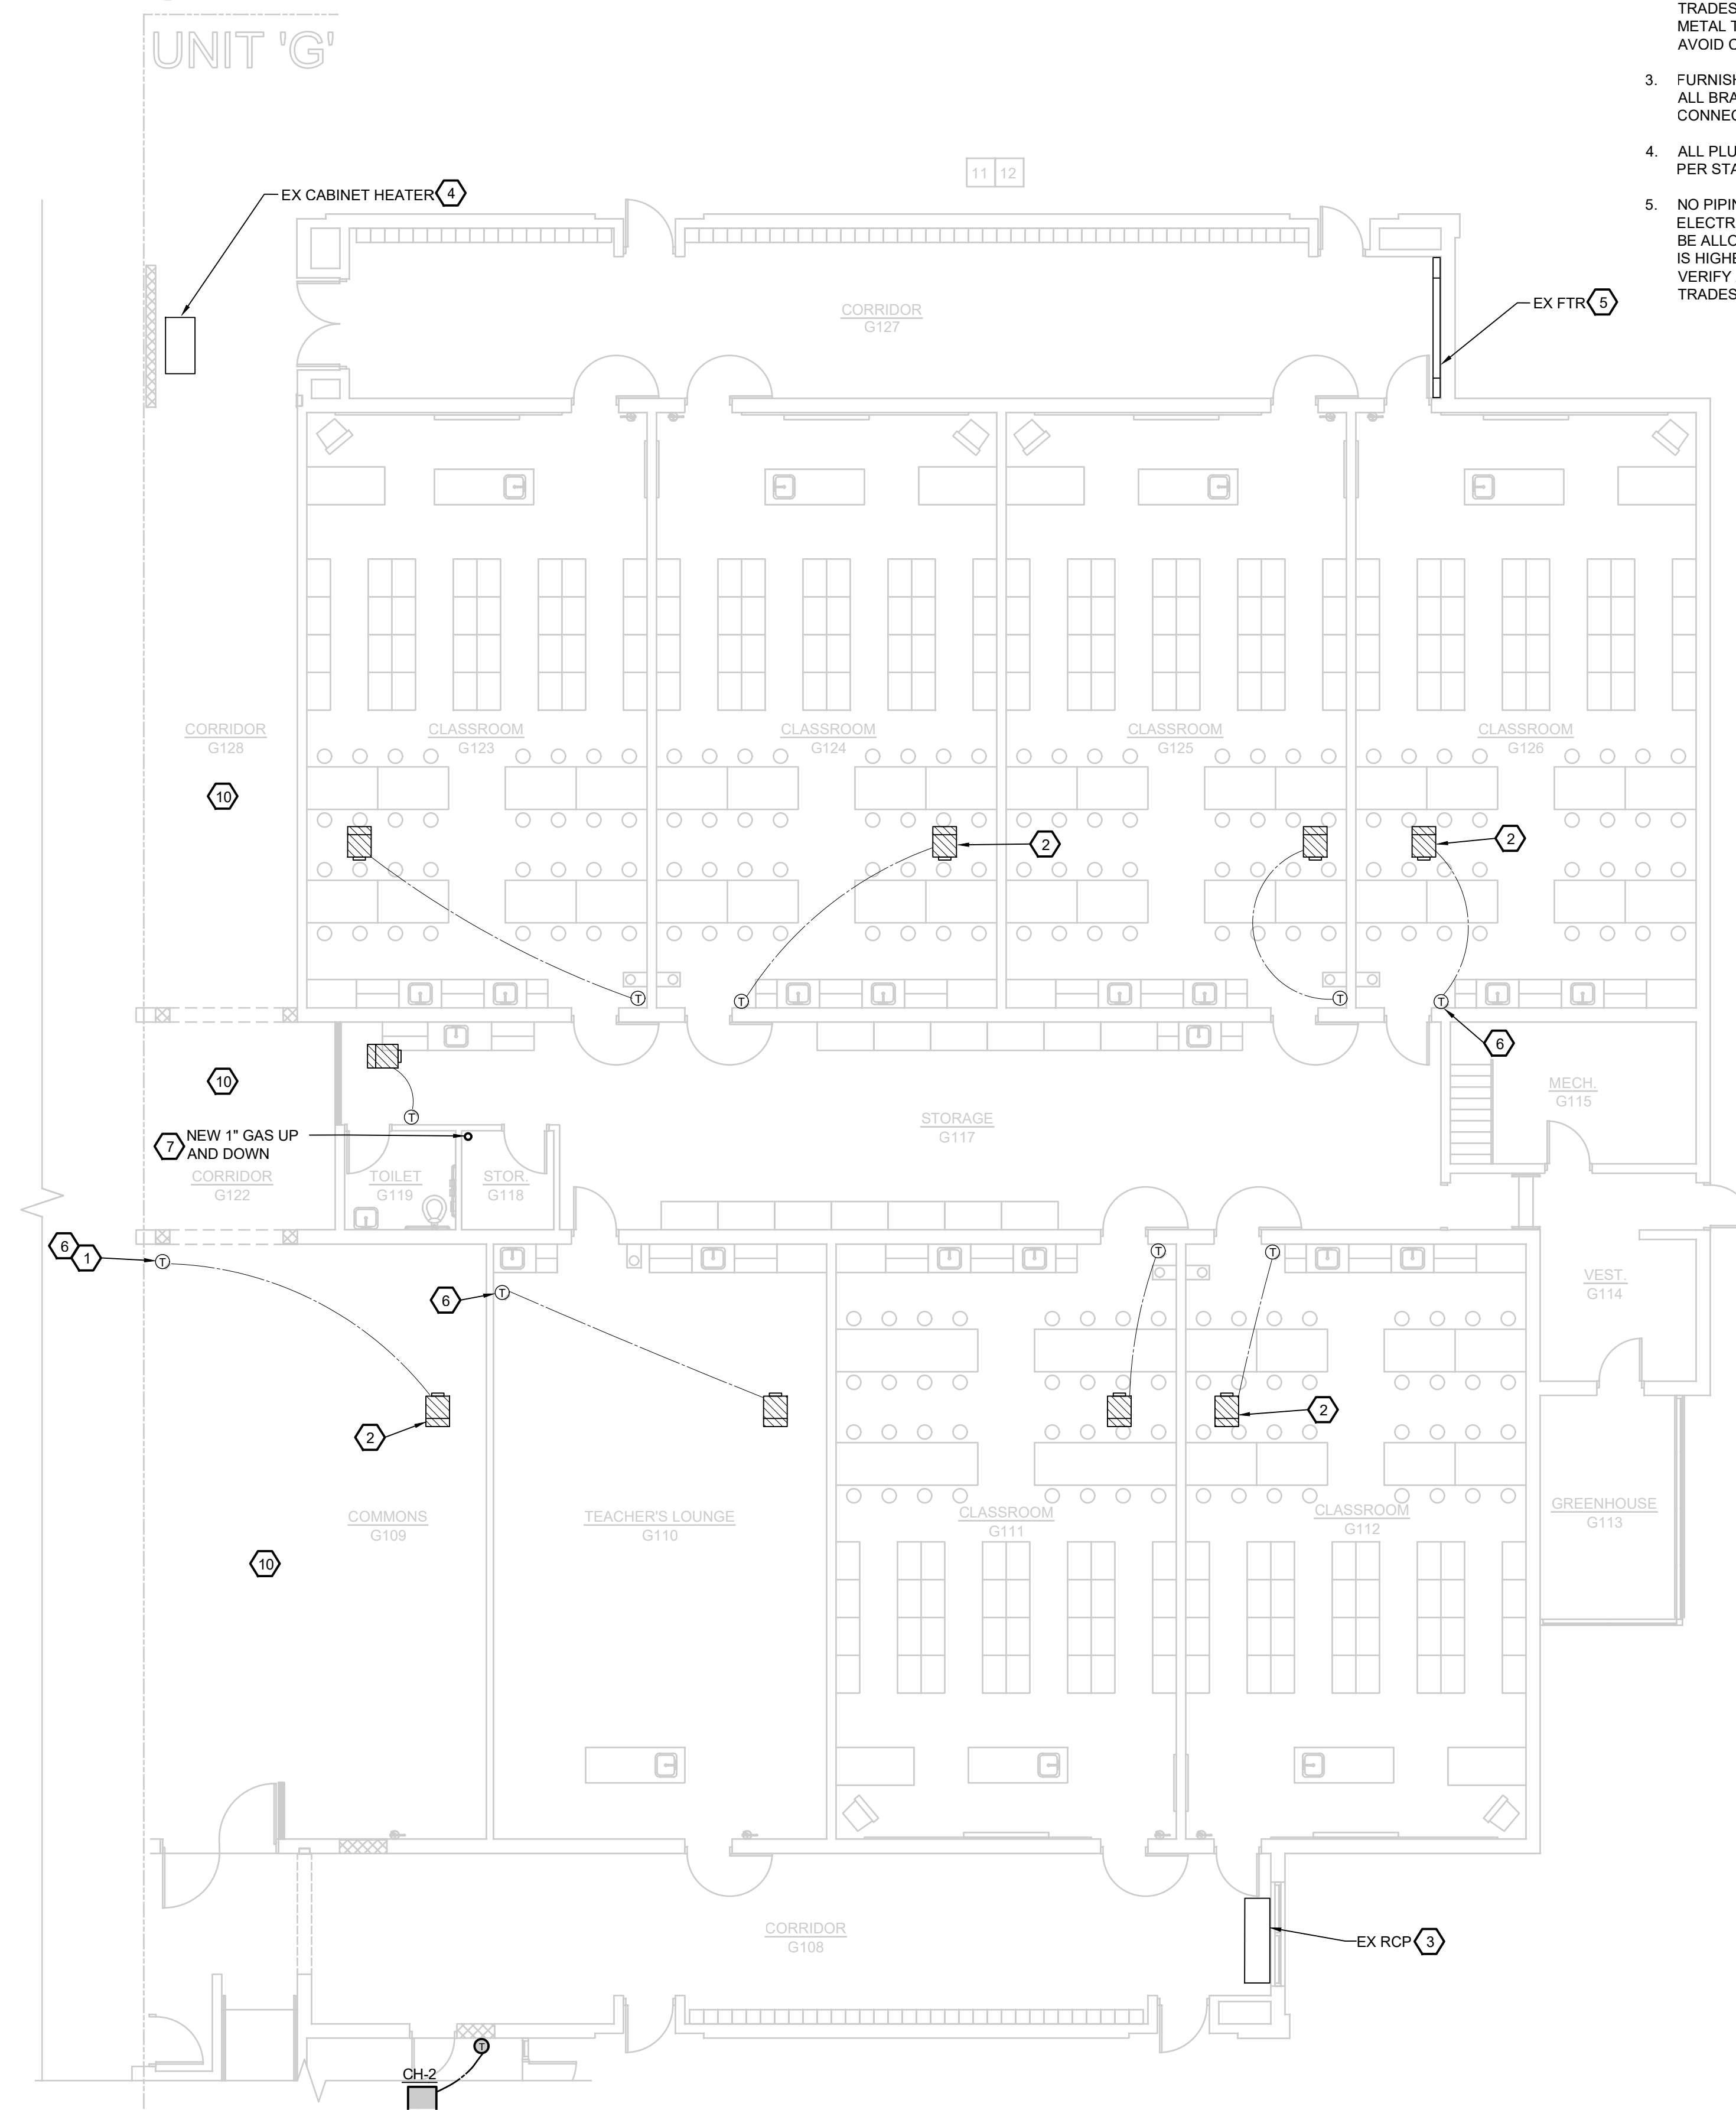 UNIT 'G'
TRADES
METAL T
AVOID C
3. FURNISH
ALL BRA
CONNEC
4. ALL PLU
PER STA
5. NO PIPIN
ELECTR
BE ALLO
IS HIGHE
VERIFY
TRADES
11 12
EX CABINET HEATER 4
EX FTR 5
CORRIDOR
G127
CORRIDOR
G128
CLASSROOM
G123
CLASSROOM
G124
CLASSROOM
G125
CLASSROOM
G126
10
2
2
T
T
T
T
6
10
T
MECH.
G115
STORAGE
G117
7 NEW 1" GAS UP
AND DOWN
CORRIDOR
G122
TOILET
G119
STOR.
G118
6
1
T
T
T
6
T
VEST.
G114
2
2
COMMONS
G109
TEACHER'S LOUNGE
G110
CLASSROOM
G111
CLASSROOM
G112
GREENHOUSE
G113
10
CORRIDOR
G108
EX RCP 3
T
CH-2